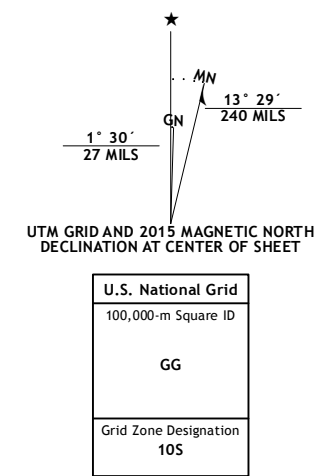 ★
MN
GN
13° 29´
240 MILS
1° 30´
27 MILS
UTM GRID AND 2015 MAGNETIC NORTH
DECLINATION AT CENTER OF SHEET
U.S. National Grid
100,000-m Square ID
GG
Grid Zone Designation
10S